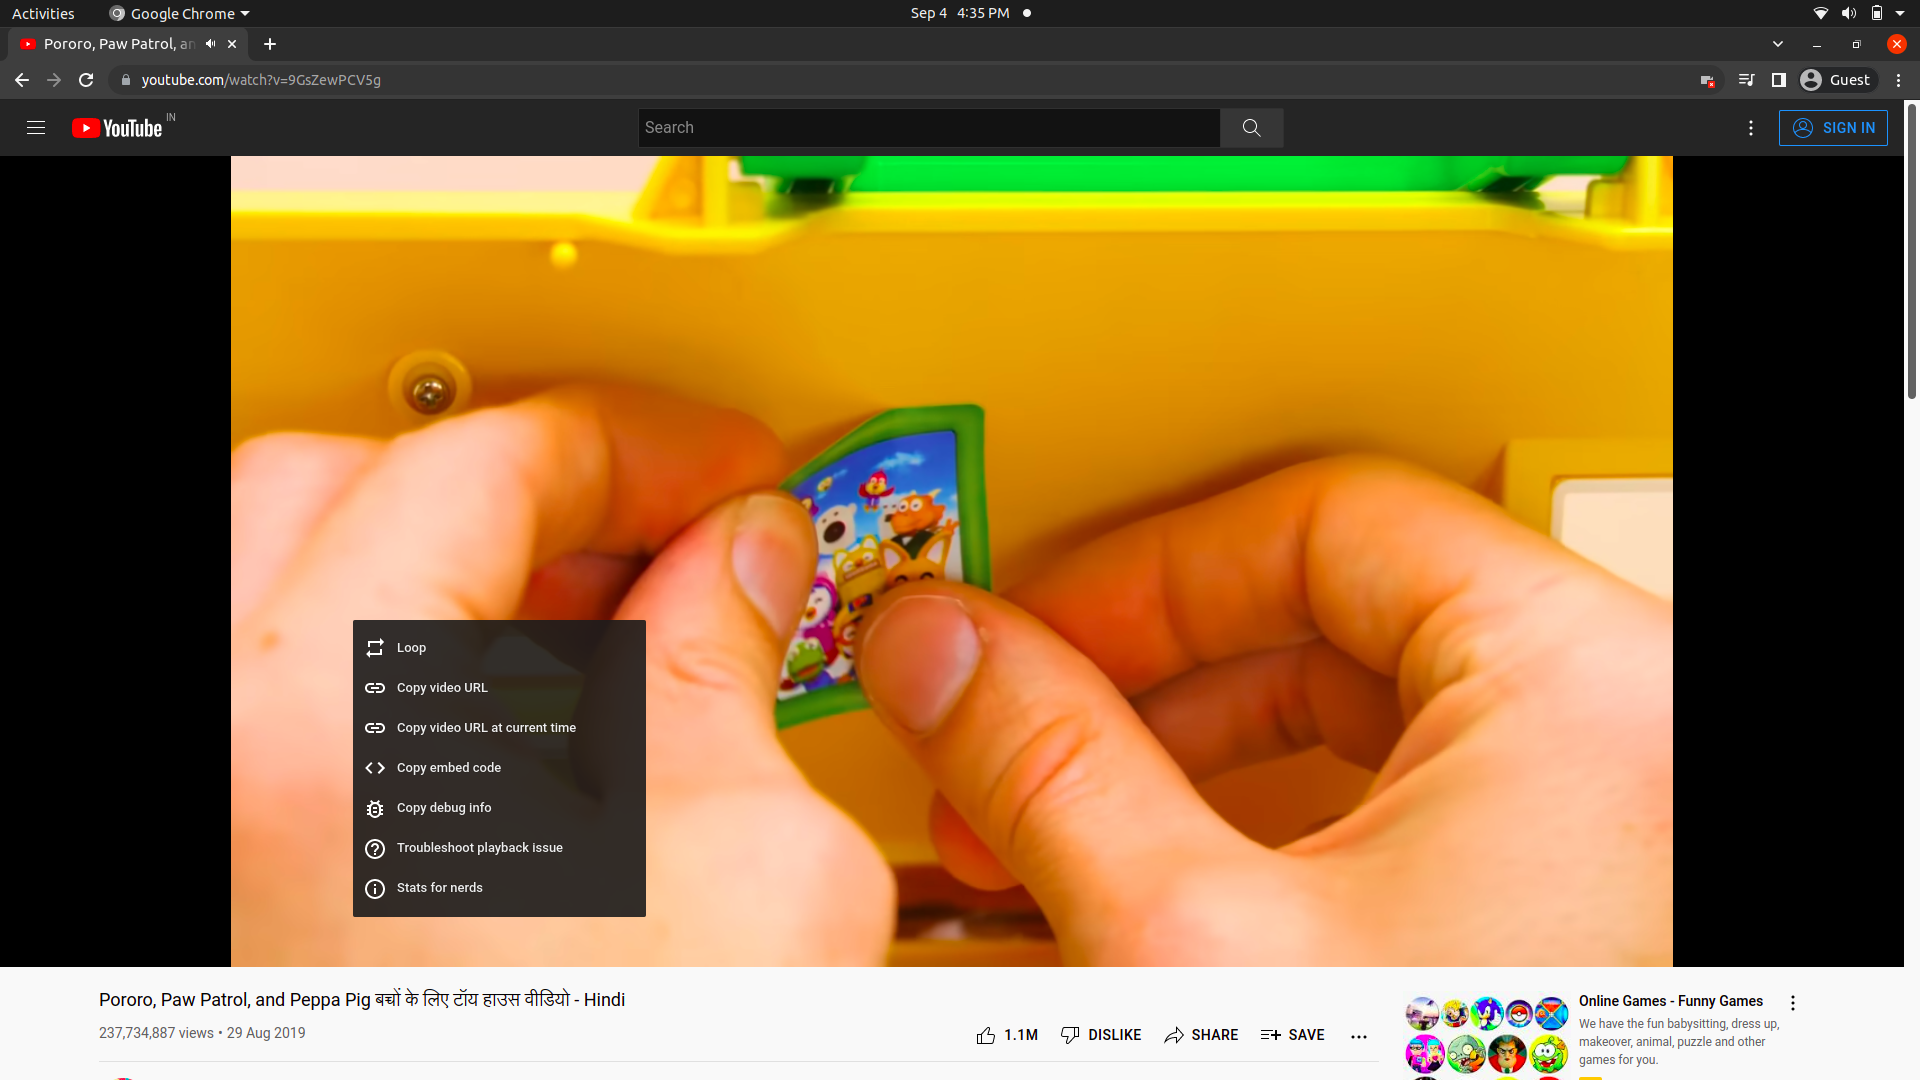 Activities
Google Chrome
Sep 4 4:35 PM
Pororo, Paw Patrol, an
youtube.com/watch?v=9GsZewPCV5g
Guest
YouTube IN
Search
SIGN IN
Loop
Copy video URL
Copy video URL at current time
Copy embed code
Copy debug info
Troubleshoot playback issue
Stats for nerds
Pororo, Paw Patrol, and Peppa Pig बचों के लिए टॉय हाउस वीडियो - Hindi
237,734,887 views • 29 Aug 2019
1.1M
DISLIKE
SHARE
SAVE
Online Games - Funny Games
We have the fun babysitting, dress up,
makeover, animal, puzzle and other
games for you.